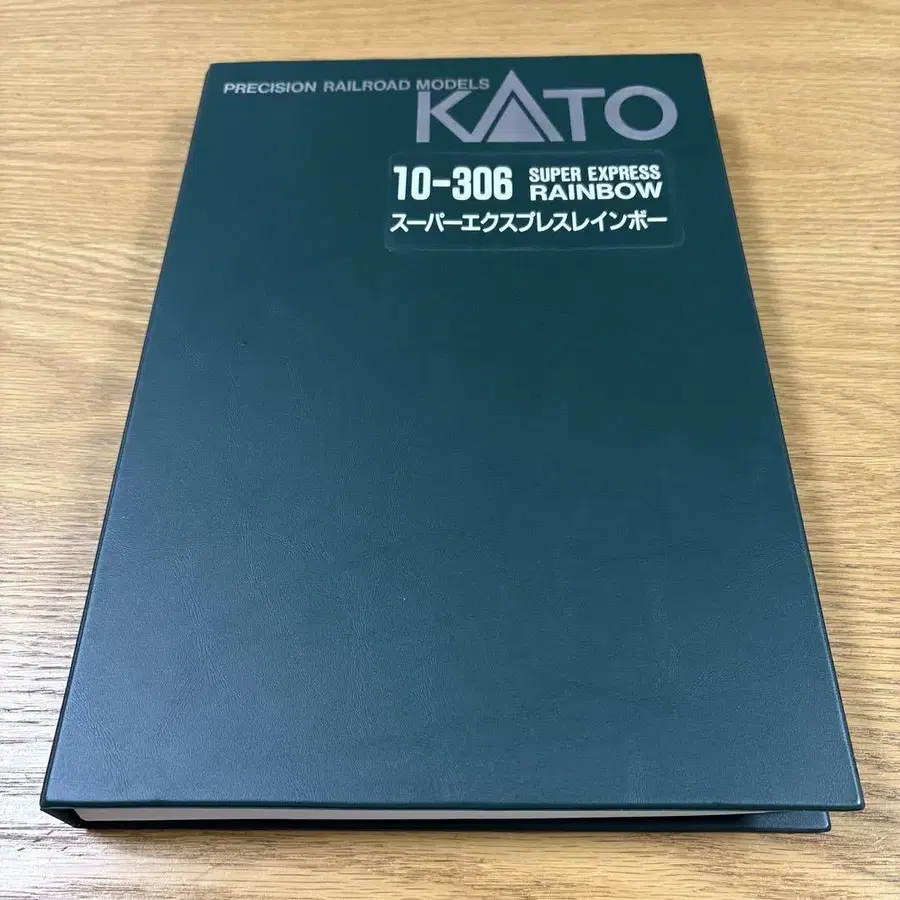 PRECISION RAILROAD MODELS
KATO
10-306 SUPER EXPRESS
RAINBOW
スーパーエクスプレスレインボー